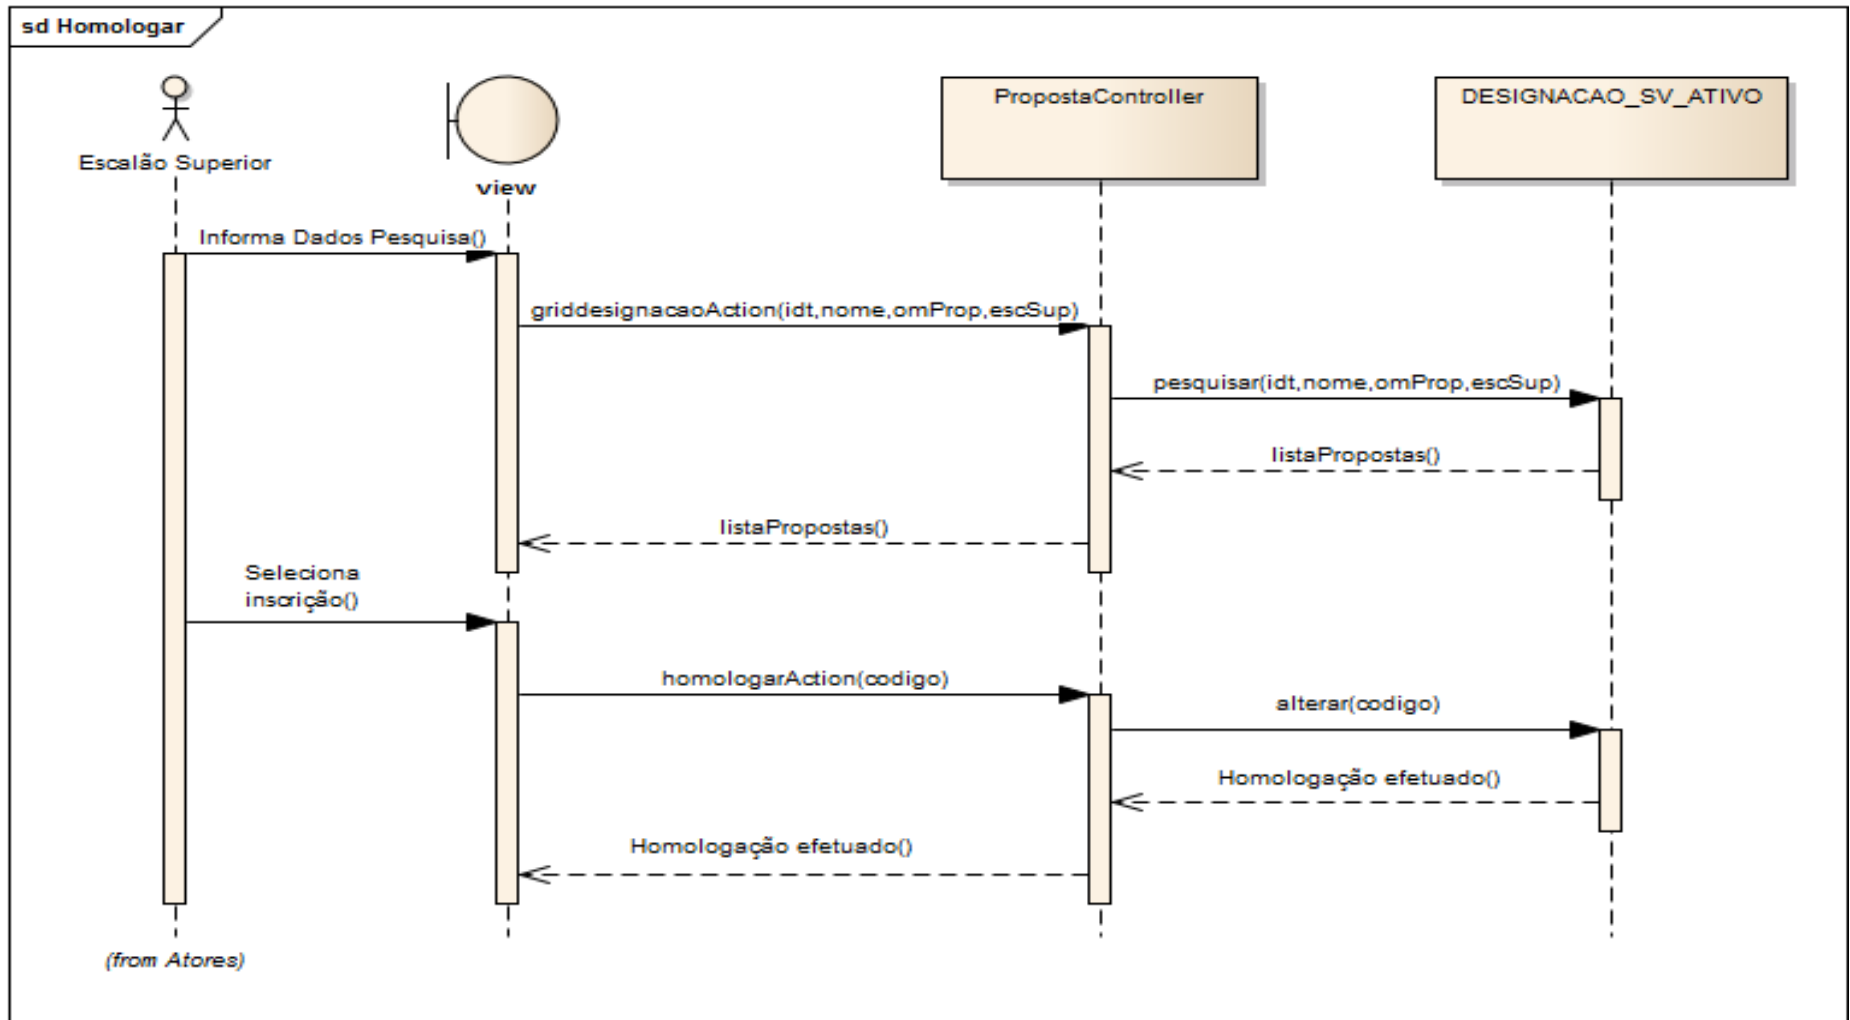 sd Homologar
Escalão Superior
view
PropostaController
DESIGNACAO_SV_ATIVO
Informa Dados Pesquisa()
griddesignacaoAction(idt,nome,omProp,escSup)
pesquisar(idt,nome,omProp,escSup)
listaPropostas()
listaPropostas()
Seleciona
inscrição()
homologarAction(codigo)
alterar(codigo)
Homologação efetuado()
Homologação efetuado()
(from Atores)